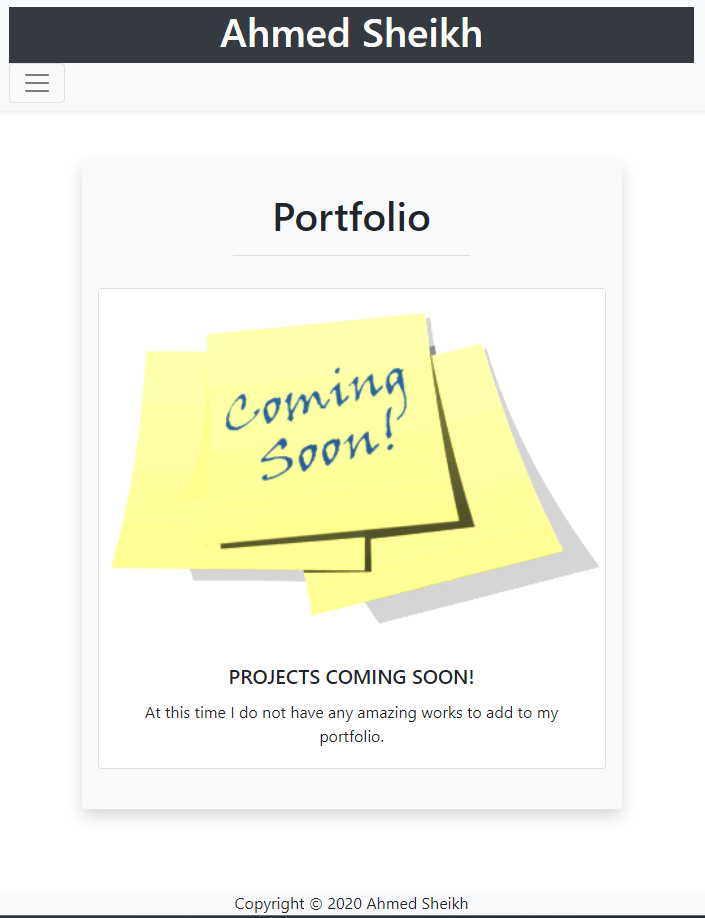 Ahmed Sheikh
Portfolio
Coming
Soon!
PROJECTS COMING SOON!
At this time I do not have any amazing works to add to my
portfolio.
Copyright © 2020 Ahmed Sheikh